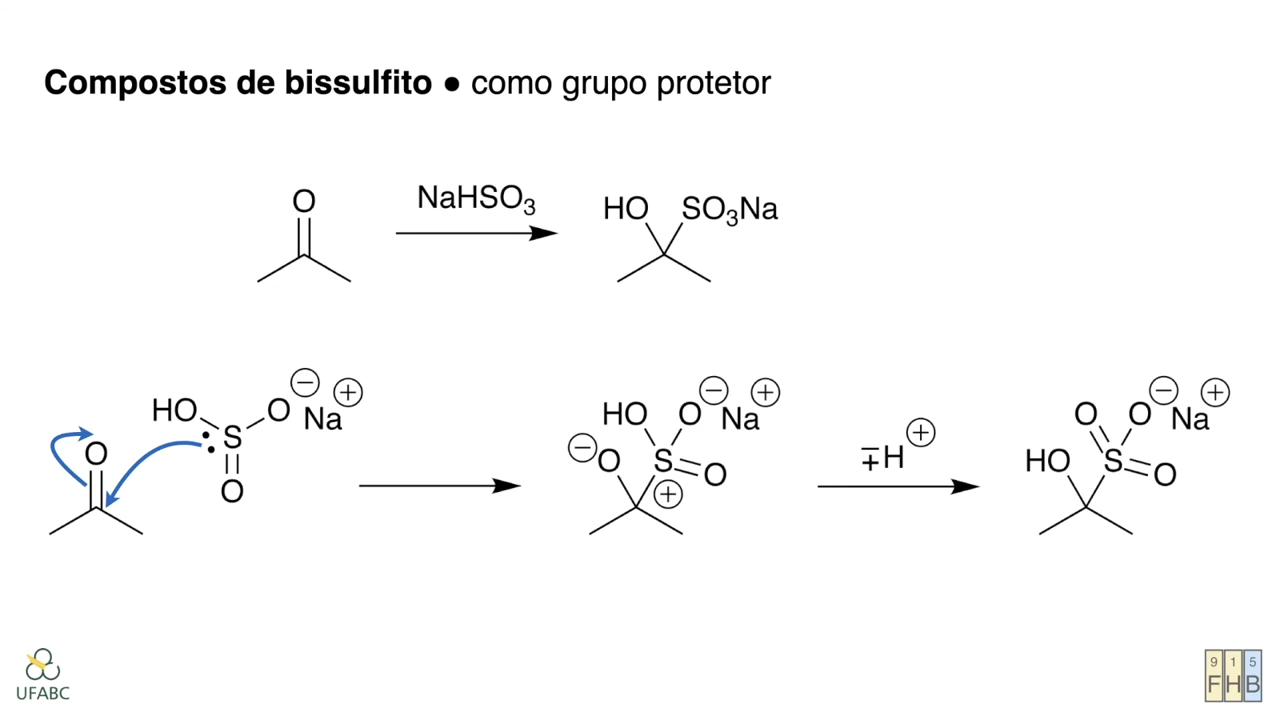 Compostos de bissulfito ● como grupo protetor
O
NaHSO₃
HO SO₃Na
HO S O⊖ Na⊕
O
O
HO O⊖ Na⊕
⊖O S O
⊕
∓H⊕
O O⊖ Na⊕
HO S O
UFABC
9 1 5
F H B